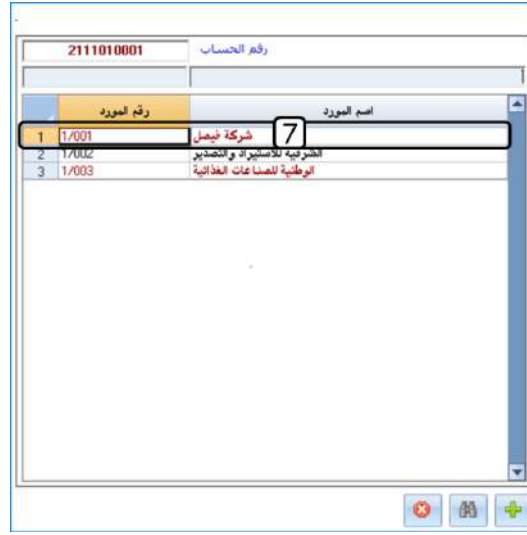 رقم الحساب 2111010001
1
رقم المورد اسم المورد
1 1/001 شركة فيصل 7
2 1/002 الشرقية للاستيراد والتصدير
3 1/003 الوطنية للصناعات الغذائية